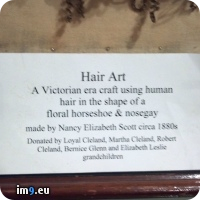 Hair Art
A Victorian era craft using human
hair in the shape of a
floral horseshoe & nosegay
made by Nancy Elizabeth Scott circa 1880s
Donated by Loyal Cleland, Martha Cleland, Robert
Cleland, Bernice Glenn and Elizabeth Leslie
grandchildren
im9.eu